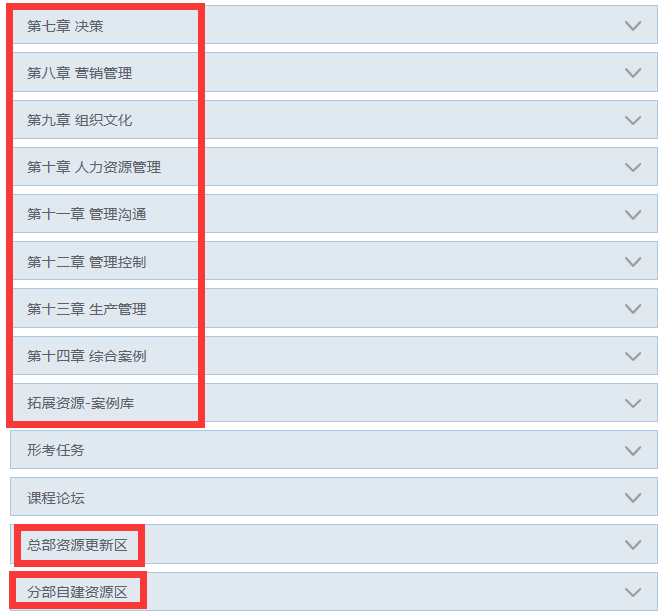 第七章 决策
第八章 营销管理
第九章 组织文化
第十章 人力资源管理
第十一章 管理沟通
第十二章 管理控制
第十三章 生产管理
第十四章 综合案例
拓展资源-案例库
形考任务
课程论坛
总部资源更新区
分部自建资源区